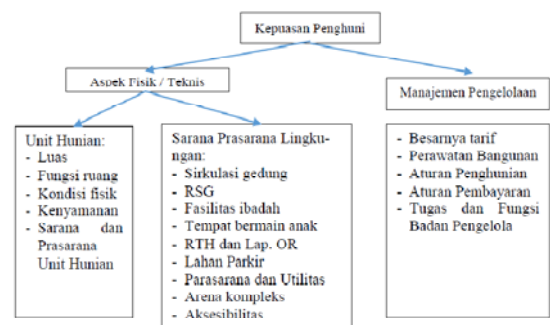 Kepuasan Penghuni
Aspek Fisik / Teknis
Manajemen Pengelolaan
Unit Hunian:
- Luas
- Fungsi ruang
- Kondisi fisik
- Kenyamanan
- Sarana dan
Prasarana
Unit Hunian
Sarana Prasarana Lingku-
ngan:
- Sirkulasi gedung
- RSG
- Fasilitas ibadah
- Tempat bermain anak
- RTH dan Lap. OR
- Lahan Parkir
- Parasarana dan Utilitas
- Arena kompleks
- Aksesibilitas
- Besarnya tarif
- Perawatan Bangunan
- Aturan Penghunian
- Aturan Pembayaran
- Tugas dan Fungsi
Badan Pengelola